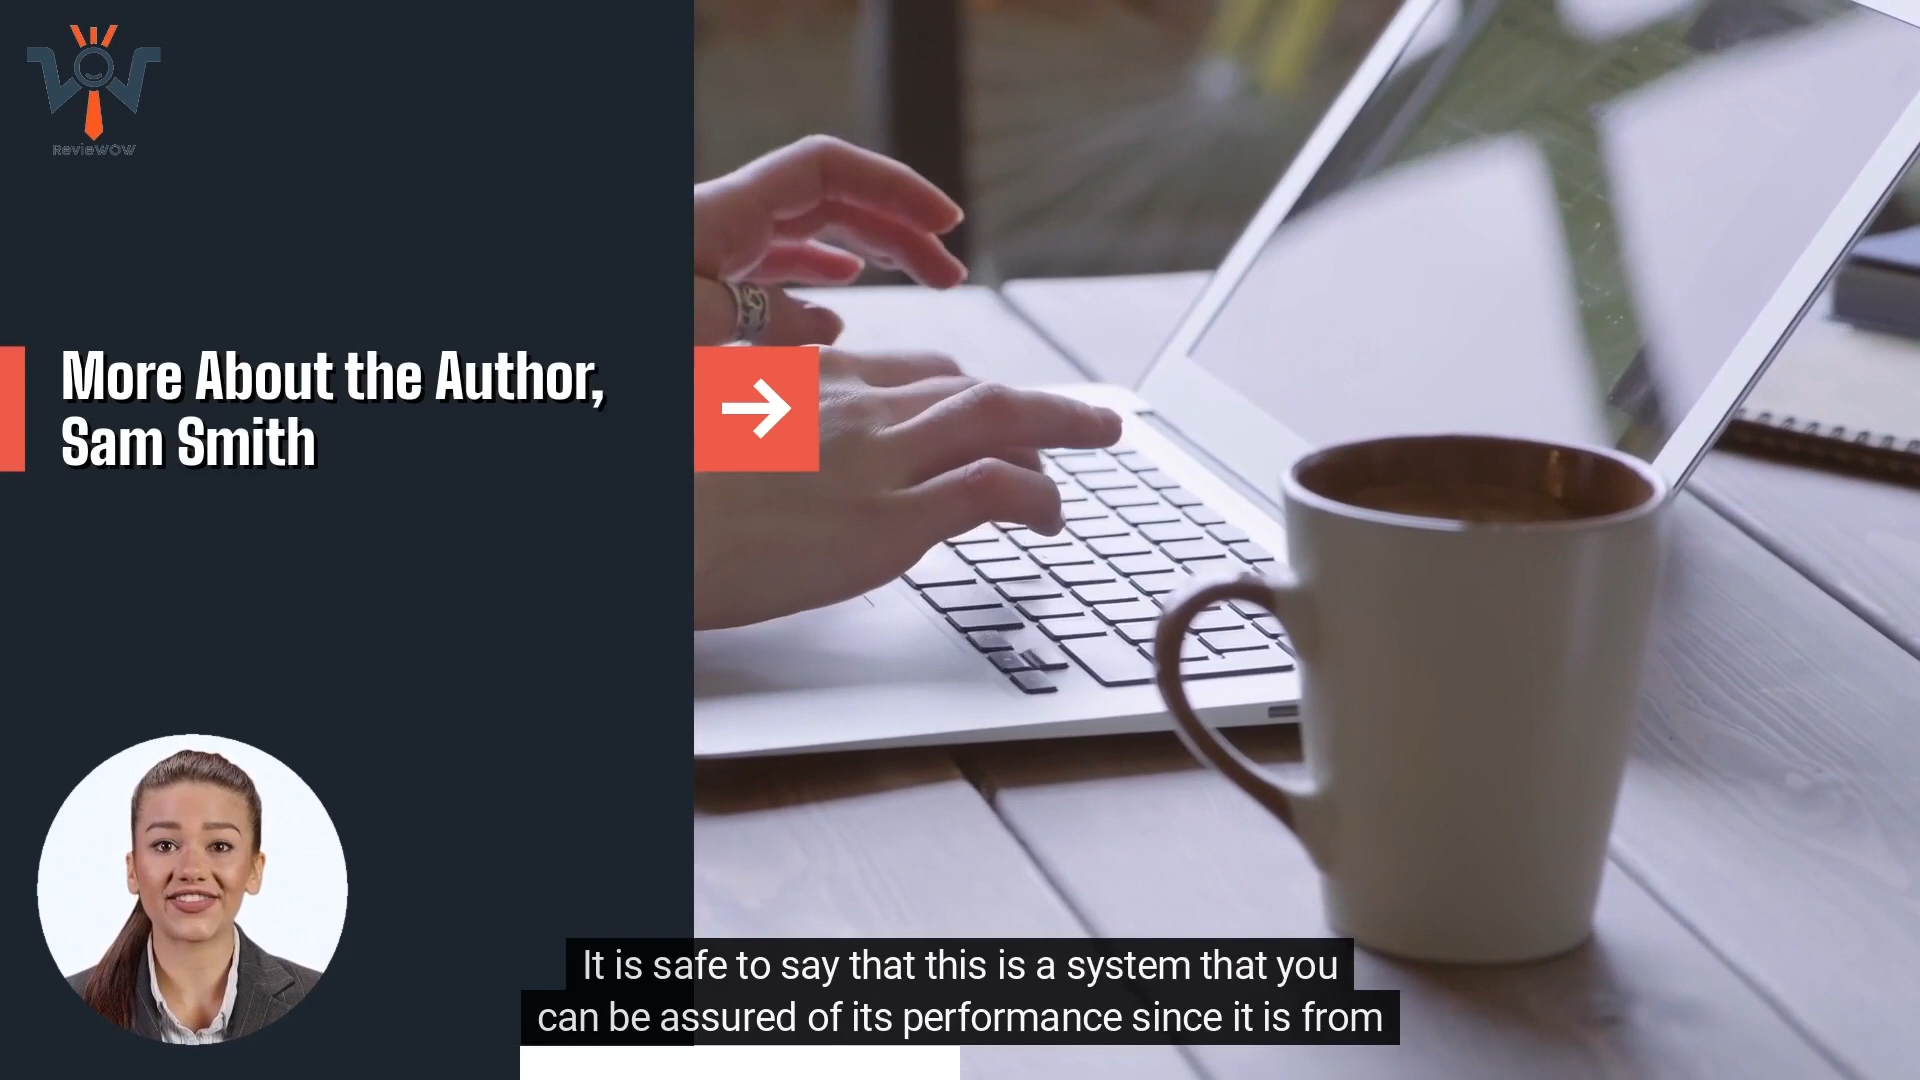 RevieWOW
More About the Author,
Sam Smith
It is safe to say that this is a system that you
can be assured of its performance since it is from